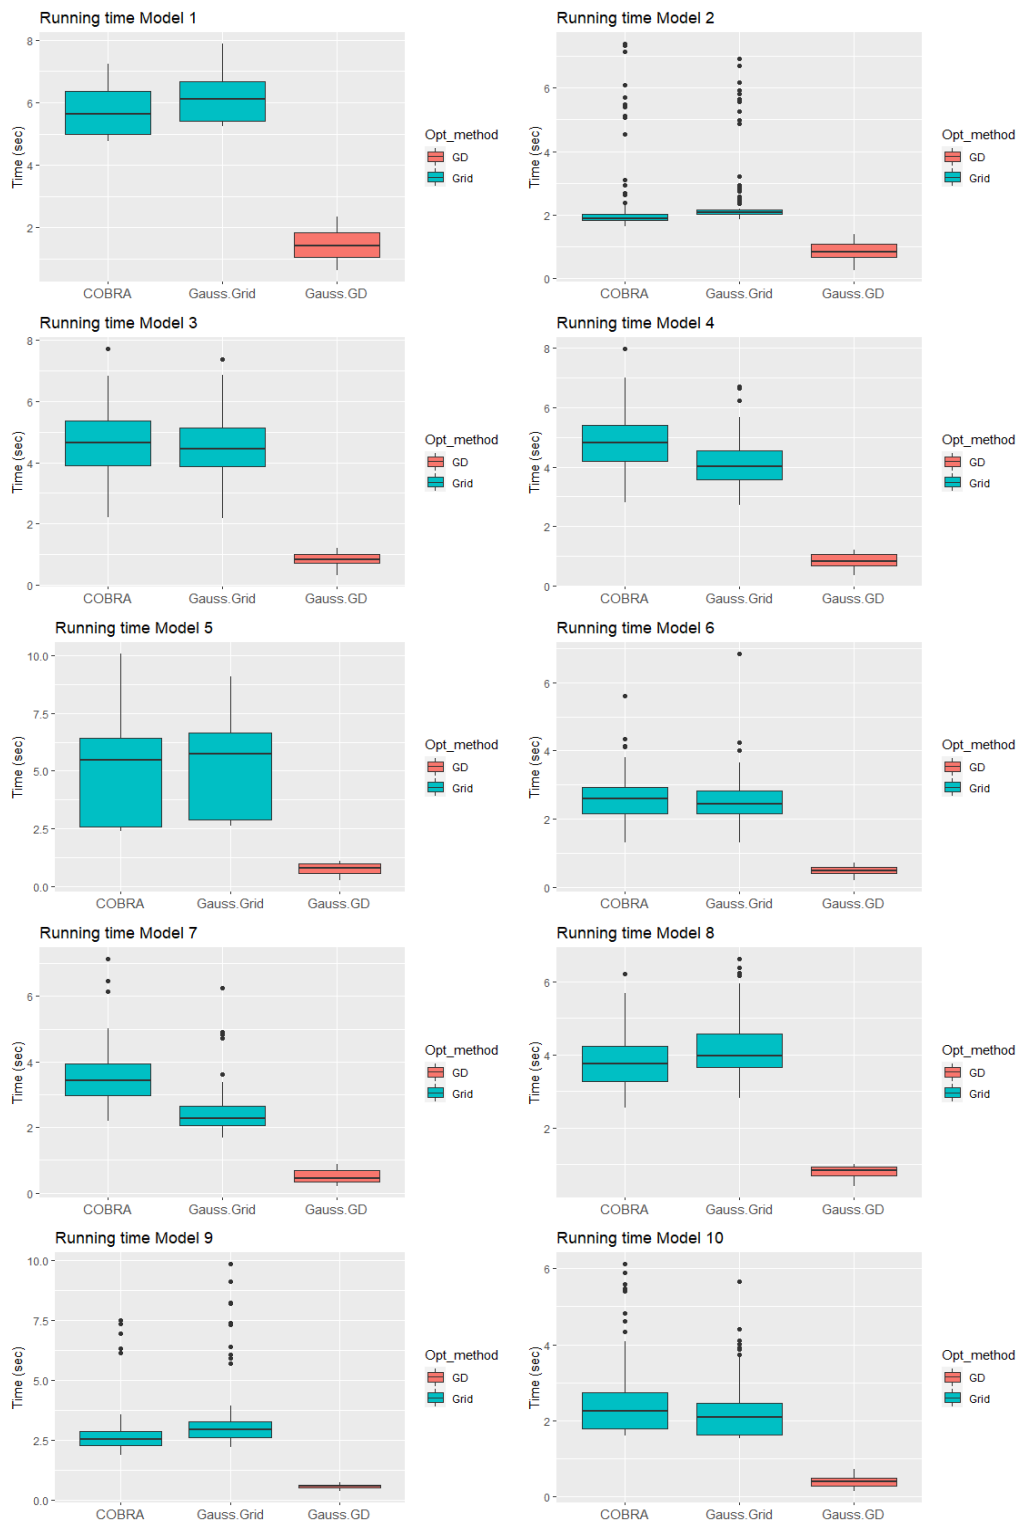 Running time Model 1
Time (sec)
8
6
4
2
COBRA Gauss.Grid Gauss.GD
Opt_method
GD
Grid
Running time Model 2
Time (sec)
6
4
2
0
COBRA Gauss.Grid Gauss.GD
Opt_method
GD
Grid
Running time Model 3
Time (sec)
8
6
4
2
0
COBRA Gauss.Grid Gauss.GD
Opt_method
GD
Grid
Running time Model 4
Time (sec)
8
6
4
2
0
COBRA Gauss.Grid Gauss.GD
Opt_method
GD
Grid
Running time Model 5
Time (sec)
10.0
7.5
5.0
2.5
0.0
COBRA Gauss.Grid Gauss.GD
Opt_method
GD
Grid
Running time Model 6
Time (sec)
6
4
2
0
COBRA Gauss.Grid Gauss.GD
Opt_method
GD
Grid
Running time Model 7
Time (sec)
6
4
2
0
COBRA Gauss.Grid Gauss.GD
Opt_method
GD
Grid
Running time Model 8
Time (sec)
6
4
2
COBRA Gauss.Grid Gauss.GD
Opt_method
GD
Grid
Running time Model 9
Time (sec)
10.0
7.5
5.0
2.5
0.0
COBRA Gauss.Grid Gauss.GD
Opt_method
GD
Grid
Running time Model 10
Time (sec)
6
4
2
0
COBRA Gauss.Grid Gauss.GD
Opt_method
GD
Grid